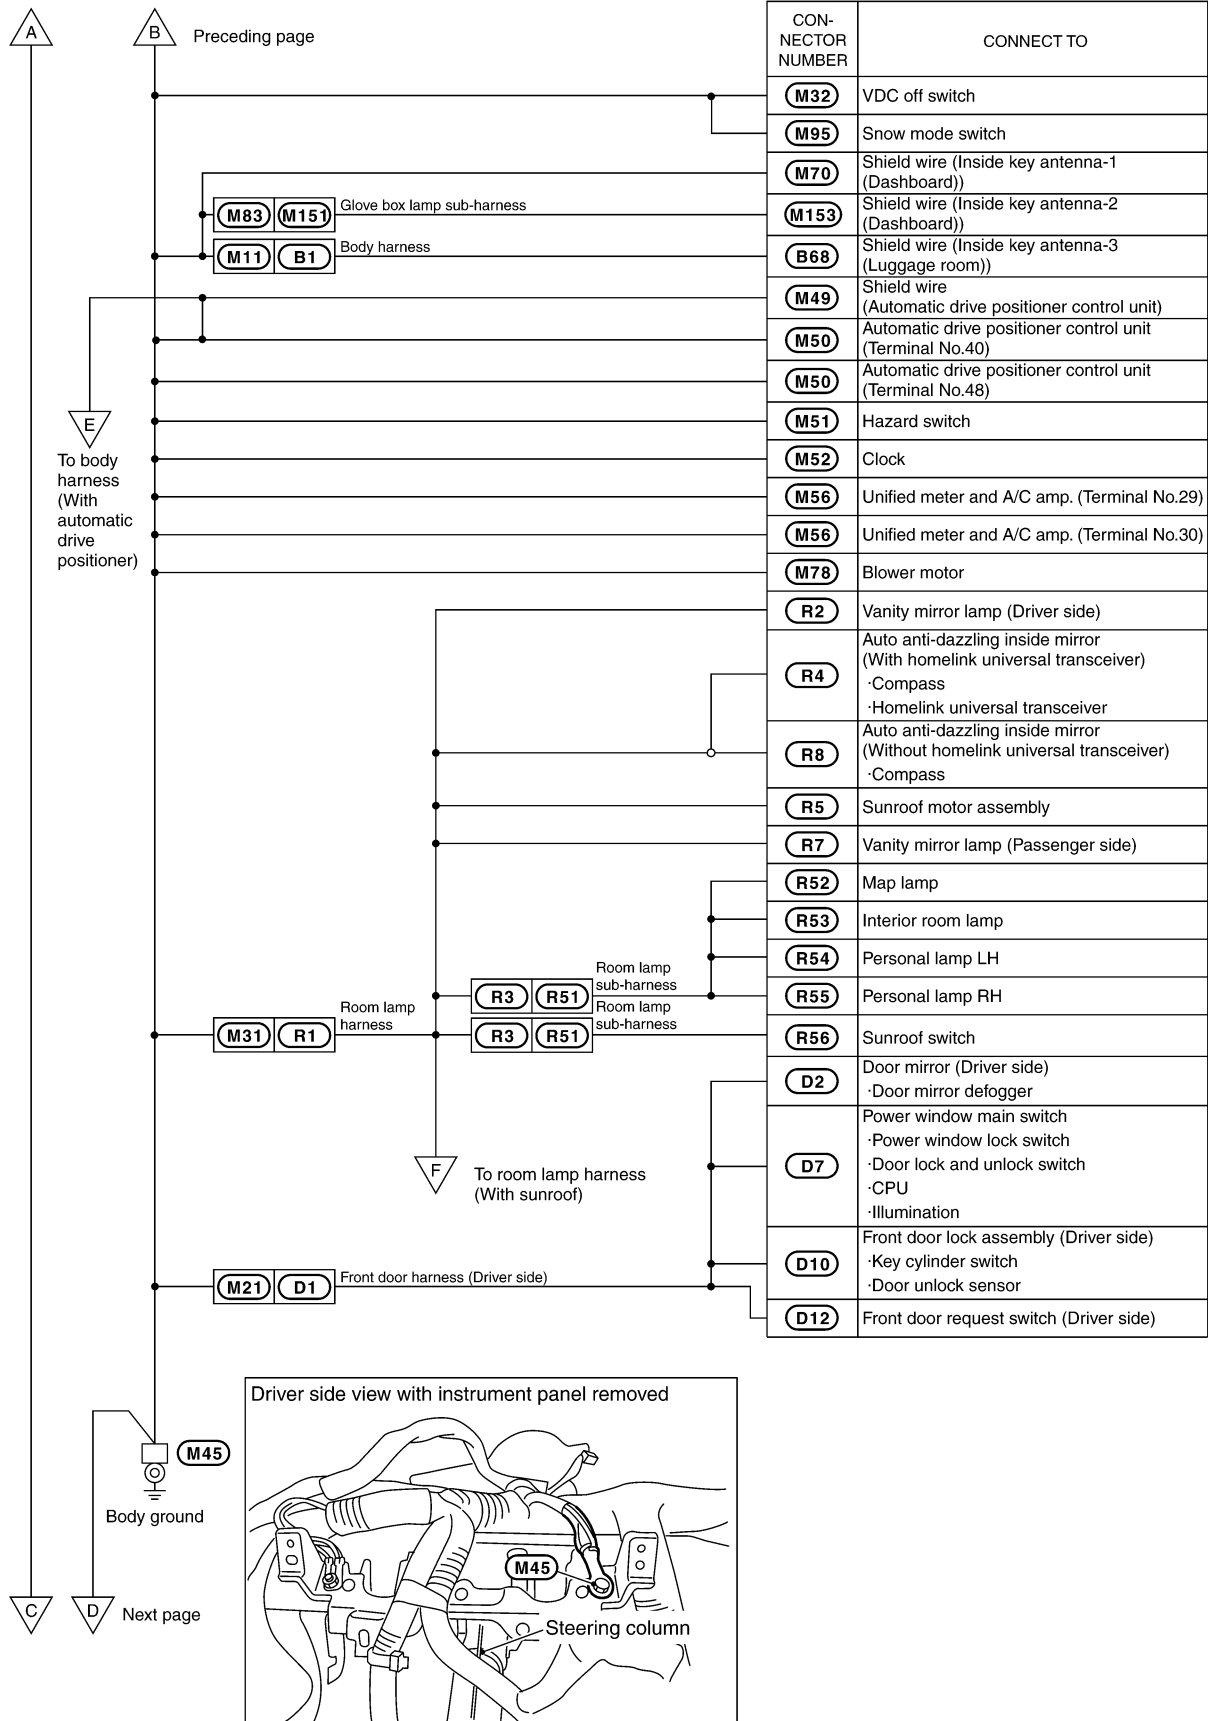 A
B
Preceding page
CON-
NECTOR
NUMBER
CONNECT TO
M32 VDC off switch
M95 Snow mode switch
M70 Shield wire (Inside key antenna-1
(Dashboard))
M83 M151 Glove box lamp sub-harness
M153 Shield wire (Inside key antenna-2
(Dashboard))
M11 B1 Body harness
B68 Shield wire (Inside key antenna-3
(Luggage room))
M49 Shield wire
(Automatic drive positioner control unit)
M50 Automatic drive positioner control unit
(Terminal No.40)
M50 Automatic drive positioner control unit
(Terminal No.48)
E
To body
harness
(With
automatic
drive
positioner)
M51 Hazard switch
M52 Clock
M56 Unified meter and A/C amp. (Terminal No.29)
M56 Unified meter and A/C amp. (Terminal No.30)
M78 Blower motor
R2 Vanity mirror lamp (Driver side)
R4 Auto anti-dazzling inside mirror
(With homelink universal transceiver)
·Compass
·Homelink universal transceiver
R8 Auto anti-dazzling inside mirror
(Without homelink universal transceiver)
·Compass
R5 Sunroof motor assembly
R7 Vanity mirror lamp (Passenger side)
R52 Map lamp
R53 Interior room lamp
R54 Personal lamp LH
R3 R51 Room lamp
sub-harness
R55 Personal lamp RH
M31 R1 Room lamp
harness
R3 R51 Room lamp
sub-harness
R56 Sunroof switch
D2 Door mirror (Driver side)
·Door mirror defogger
D7 Power window main switch
·Power window lock switch
·Door lock and unlock switch
·CPU
·Illumination
F
To room lamp harness
(With sunroof)
D10 Front door lock assembly (Driver side)
·Key cylinder switch
·Door unlock sensor
M21 D1 Front door harness (Driver side)
D12 Front door request switch (Driver side)
Driver side view with instrument panel removed
M45
Body ground
M45
Steering column
C
D
Next page